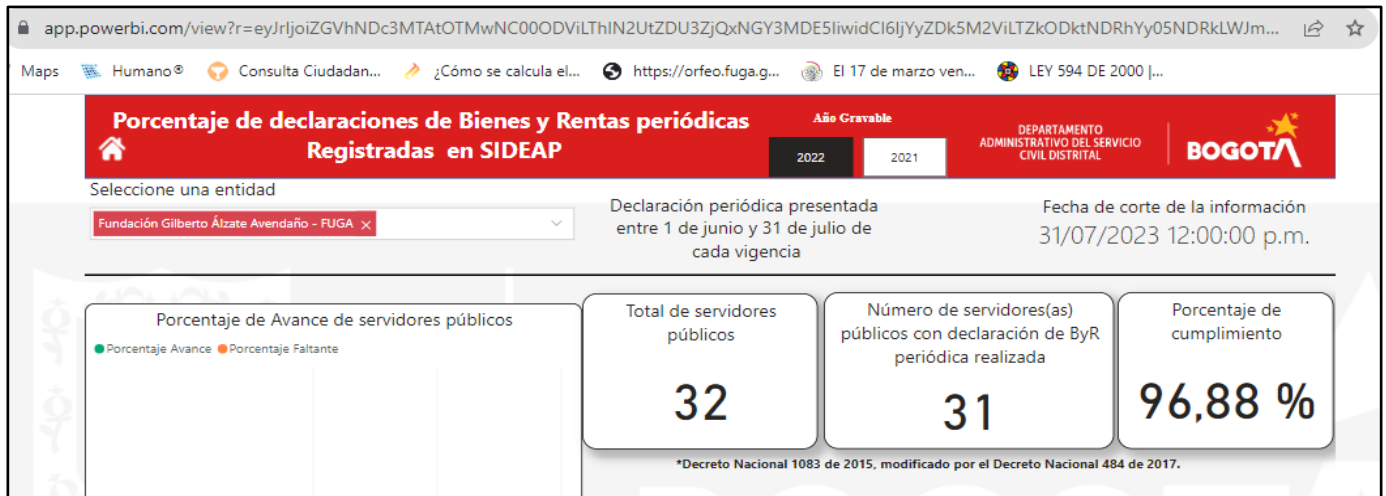 app.powerbi.com/view?r=eyJrIjoiZGVhNDc3MTAtOTMwNC00ODViLThlN2UtZDU3ZjQxNGY3MDE5IiwidCI6IjYyZDk5M2ViLTZkODktNDRhYy05NDRkLWJm...
Maps Humano® Consulta Ciudadan... ¿Cómo se calcula el... https://orfeo.fuga.g... El 17 de marzo ven... LEY 594 DE 2000 |...
Porcentaje de declaraciones de Bienes y Rentas periódicas
Registradas en SIDEAP
Año Gravable
2022 2021
DEPARTAMENTO
ADMINISTRATIVO DEL SERVICIO
CIVIL DISTRITAL
BOGOTÁ
Seleccione una entidad
Fundación Gilberto Álzate Avendaño - FUGA
Declaración periódica presentada
entre 1 de junio y 31 de julio de
cada vigencia
Fecha de corte de la información
31/07/2023 12:00:00 p.m.
Porcentaje de Avance de servidores públicos
Porcentaje Avance Porcentaje Faltante
Total de servidores
públicos
32
Número de servidores(as)
públicos con declaración de ByR
periódica realizada
31
Porcentaje de
cumplimiento
96,88 %
*Decreto Nacional 1083 de 2015, modificado por el Decreto Nacional 484 de 2017.